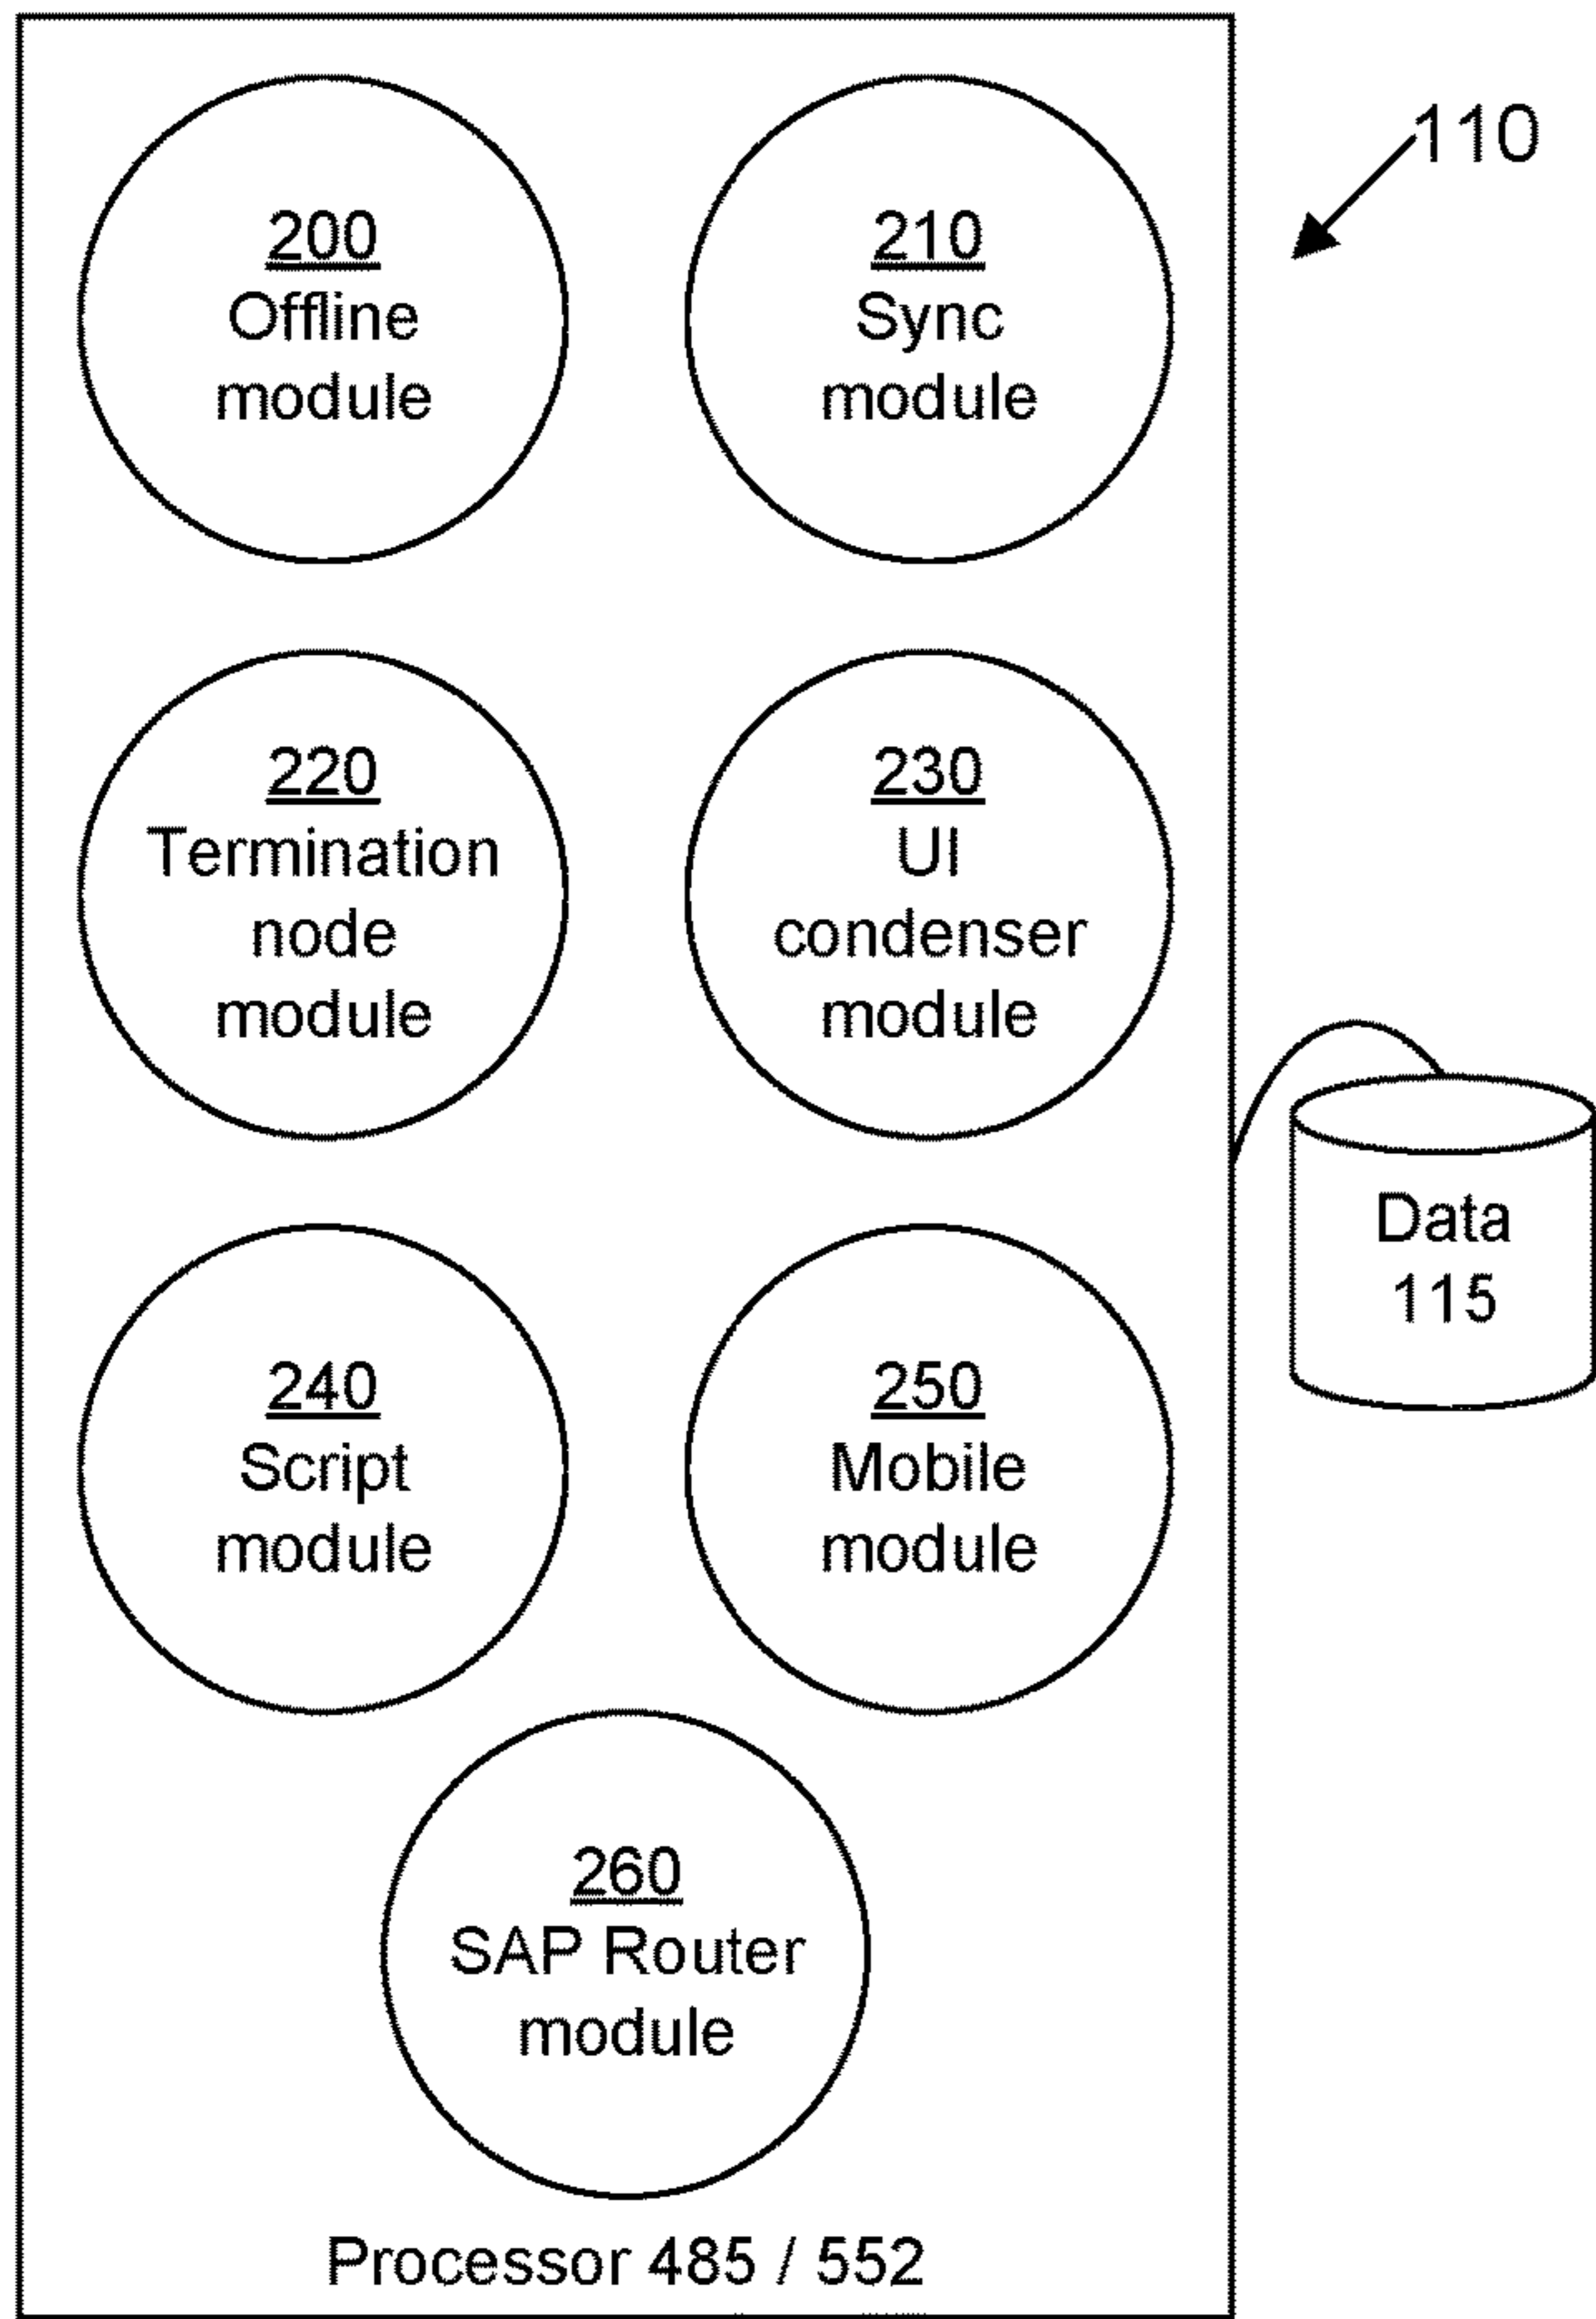 110
200
Offline
module
210
Sync
module
220
Termination
node
module
230
UI
condenser
module
Data
115
240
Script
module
250
Mobile
module
260
SAP Router
module
Processor 485 / 552